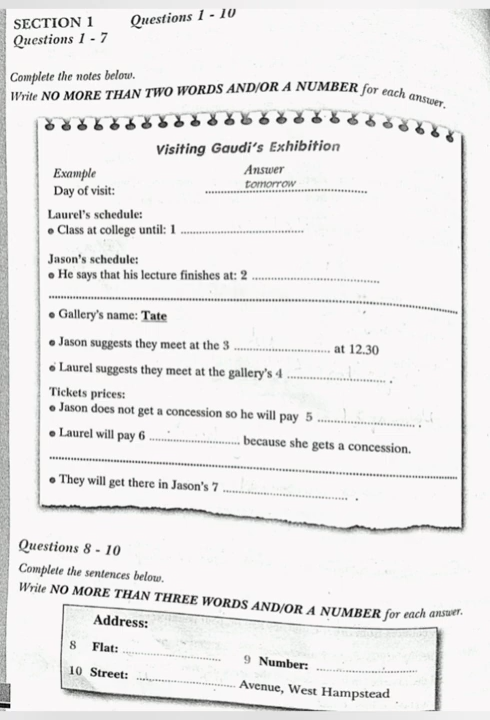 SECTION 1 Questions 1 - 10
Questions 1 - 7
Complete the notes below.
Write NO MORE THAN TWO WORDS AND/OR A NUMBER for each answer.
Visiting Gaudi's Exhibition
Example Answer
Day of visit: tomorrow
Laurel's schedule:
• Class at college until: 1 ..............................
Jason's schedule:
• He says that his lecture finishes at: 2 ..............................
• Gallery's name: Tate
• Jason suggests they meet at the 3 ........................ at 12.30
• Laurel suggests they meet at the gallery's 4 ........................ .
Tickets prices:
• Jason does not get a concession so he will pay 5 ........................ .
• Laurel will pay 6 ........................ because she gets a concession.
• They will get there in Jason's 7 .............................. .
Questions 8 - 10
Complete the sentences below.
Write NO MORE THAN THREE WORDS AND/OR A NUMBER for each answer.
Address:
8 Flat: ........................ 9 Number: ........................
10 Street: ........................ Avenue, West Hampstead